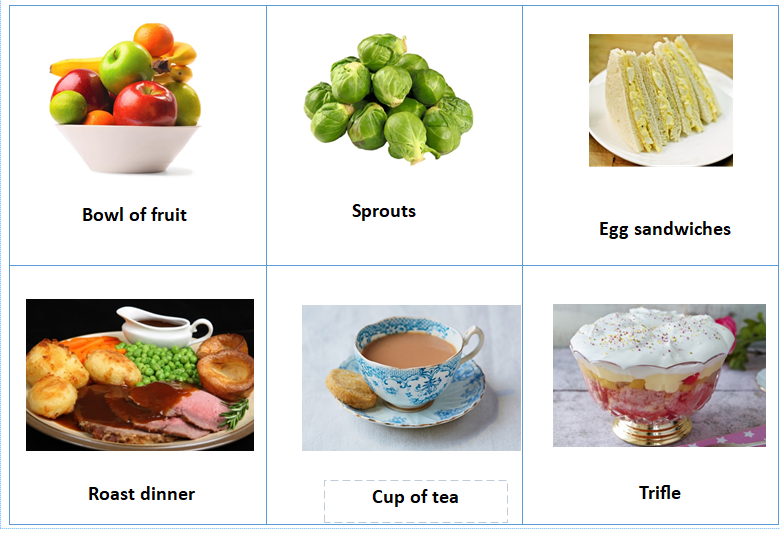 Bowl of fruit
Sprouts
Egg sandwiches
Roast dinner
Cup of tea
Trifle